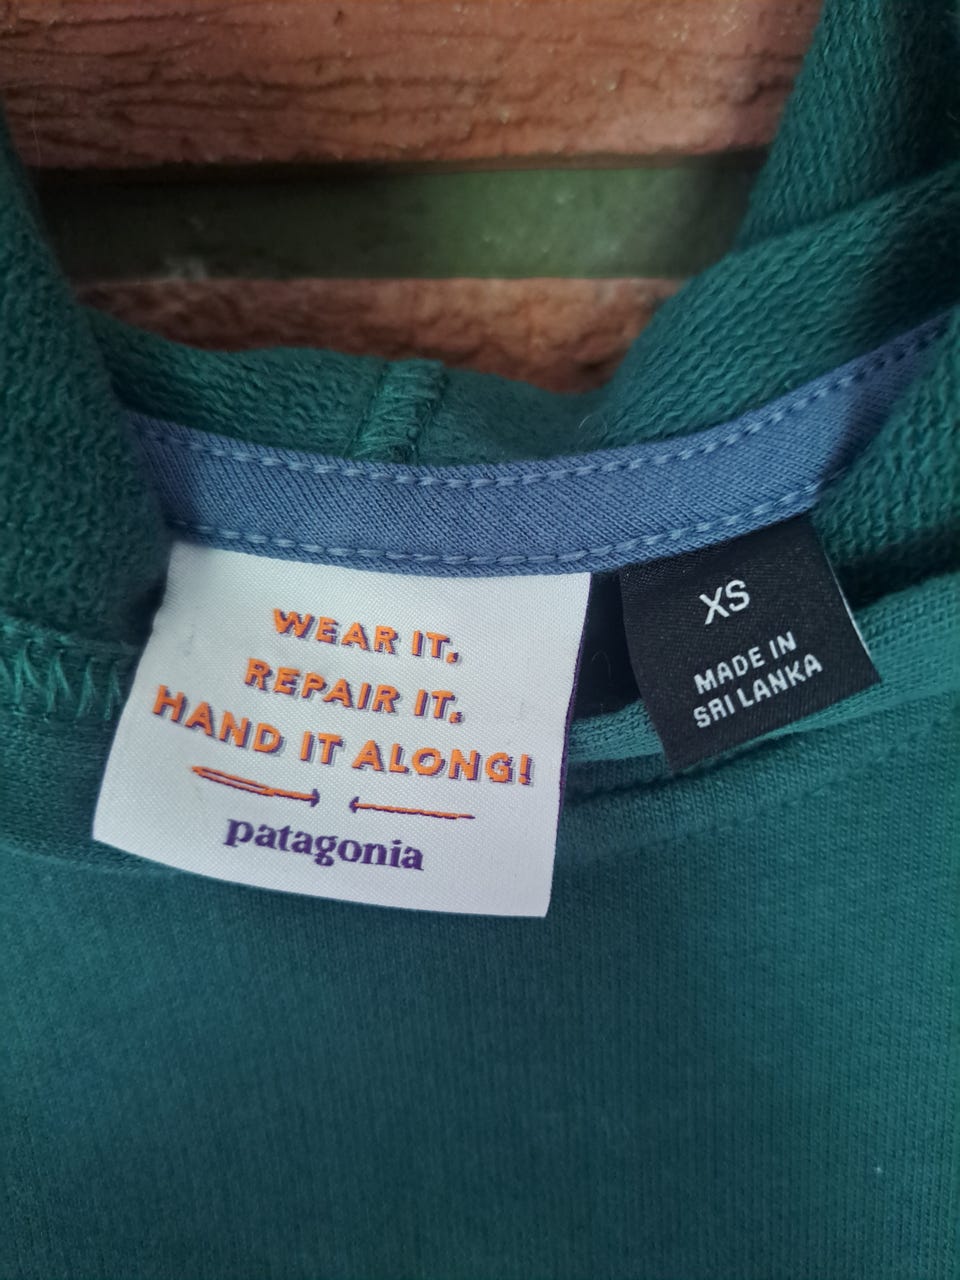 WEAR IT.
REPAIR IT.
HAND IT ALONG!
patagonia
XS
MADE IN
SRI LANKA